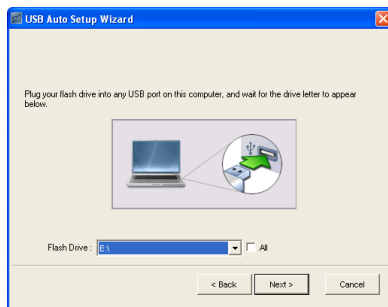 USB Auto Setup Wizard
Plug your flash drive into any USB port on this computer, and wait for the drive letter to appear
below.
Flash Drive : E:\ All
< Back Next > Cancel